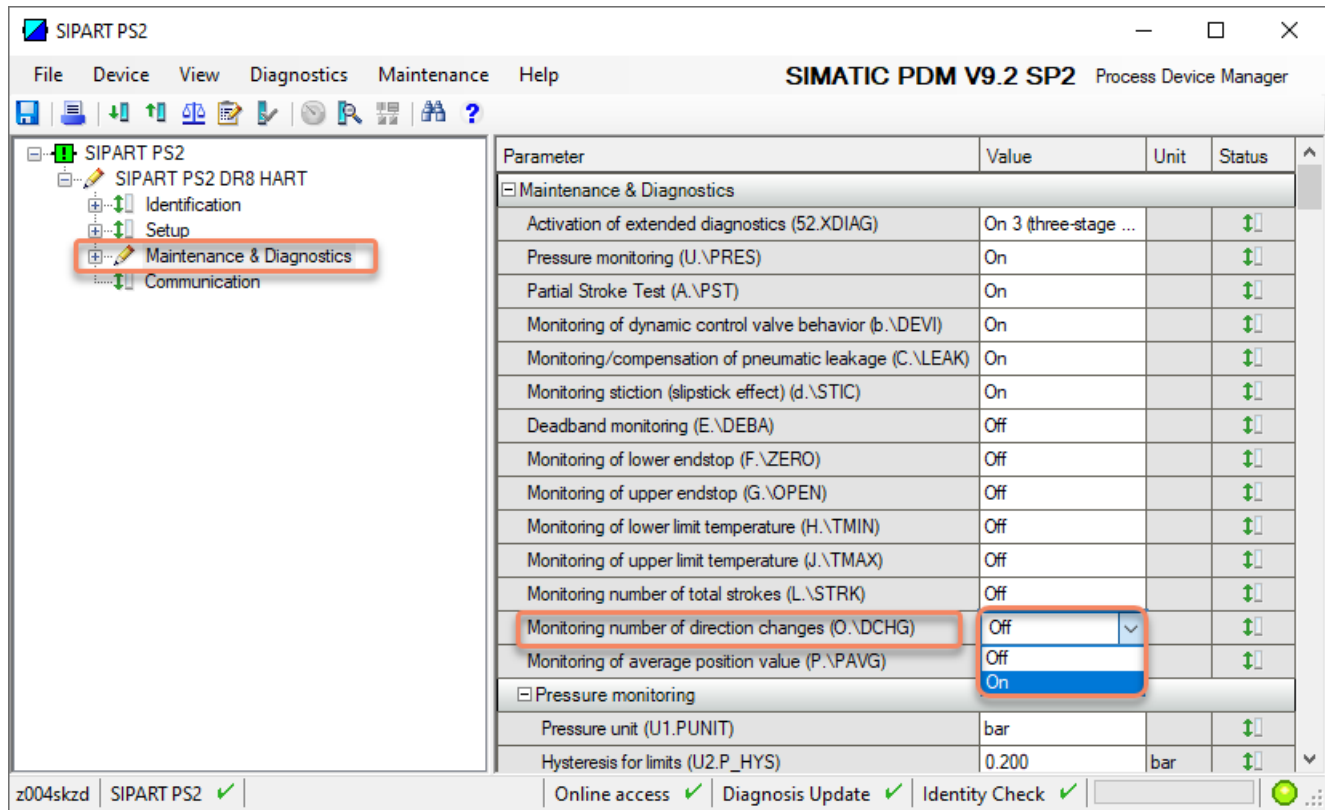 SIPART PS2
File Device View Diagnostics Maintenance Help SIMATIC PDM V9.2 SP2 Process Device Manager
SIPART PS2
SIPART PS2 DR8 HART
Identification
Setup
Maintenance & Diagnostics
Communication
Parameter Value Unit Status
Maintenance & Diagnostics
Activation of extended diagnostics (52.XDIAG) On 3 (three-stage ...
Pressure monitoring (U.\PRES) On
Partial Stroke Test (A.\PST) On
Monitoring of dynamic control valve behavior (b.\DEVI) On
Monitoring/compensation of pneumatic leakage (C.\LEAK) On
Monitoring stiction (slipstick effect) (d.\STIC) On
Deadband monitoring (E.\DEBA) Off
Monitoring of lower endstop (F.\ZERO) Off
Monitoring of upper endstop (G.\OPEN) Off
Monitoring of lower limit temperature (H.\TMIN) Off
Monitoring of upper limit temperature (J.\TMAX) Off
Monitoring number of total strokes (L.\STRK) Off
Monitoring number of direction changes (O.\DCHG) Off
Monitoring of average position value (P.\PAVG) Off
On
Pressure monitoring
Pressure unit (U1.PUNIT) bar
Hysteresis for limits (U2.P_HYS) 0.200 bar
z004skzd SIPART PS2 Online access Diagnosis Update Identity Check